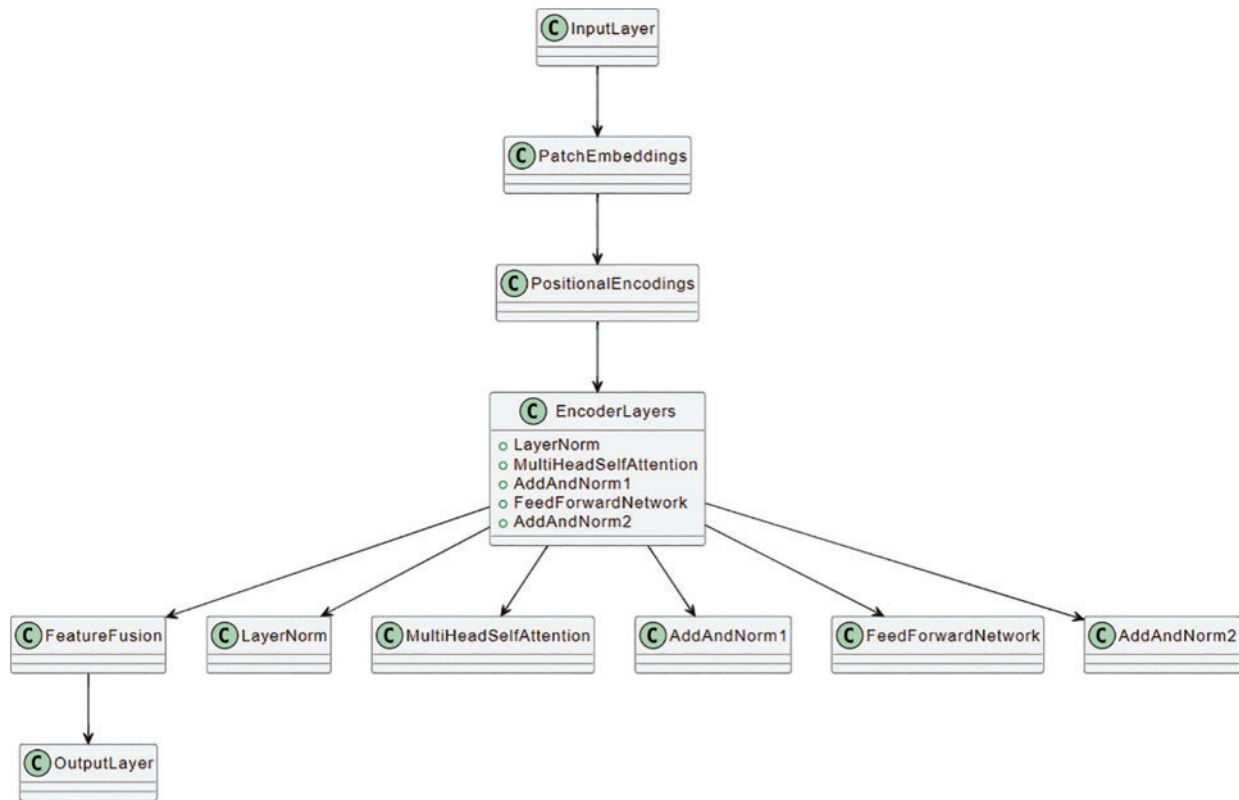 C InputLayer
C PatchEmbeddings
C PositionalEncodings
C EncoderLayers
LayerNorm
MultiHeadSelfAttention
AddAndNorm1
FeedForwardNetwork
AddAndNorm2
C FeatureFusion
C LayerNorm
C MultiHeadSelfAttention
C AddAndNorm1
C FeedForwardNetwork
C AddAndNorm2
C OutputLayer